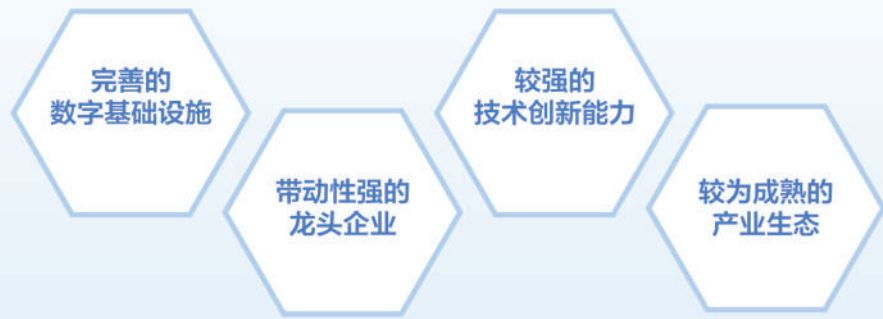 完善的
数字基础设施
带动性强的
龙头企业
较强的
技术创新能力
较为成熟的
产业生态